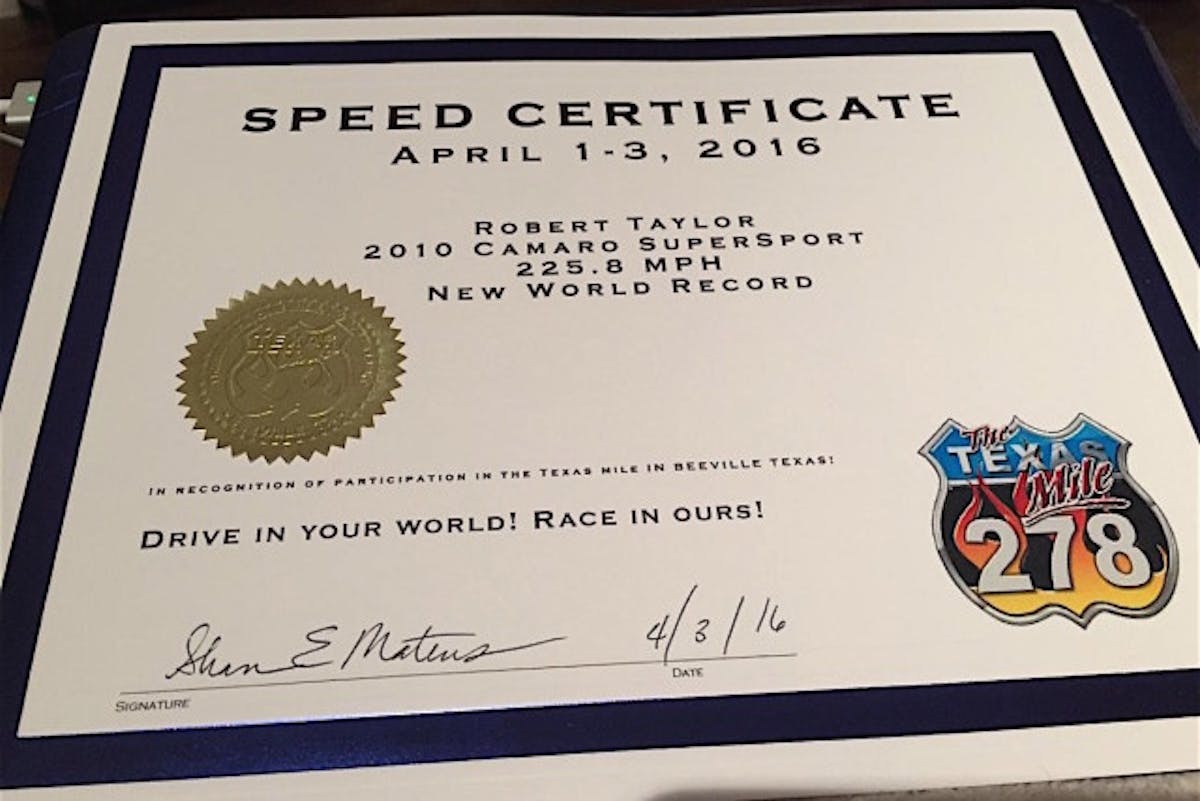 SPEED CERTIFICATE
APRIL 1-3, 2016
ROBERT TAYLOR
2010 CAMARO SUPERSPORT
225.8 MPH
NEW WORLD RECORD
TEXAS
IN RECOGNITION OF PARTICIPATION IN THE TEXAS MILE IN BEEVILLE TEXAS!
DRIVE IN YOUR WORLD! RACE IN OURS!
The
TEXAS
Mile
278
4/3/16
SIGNATURE
DATE